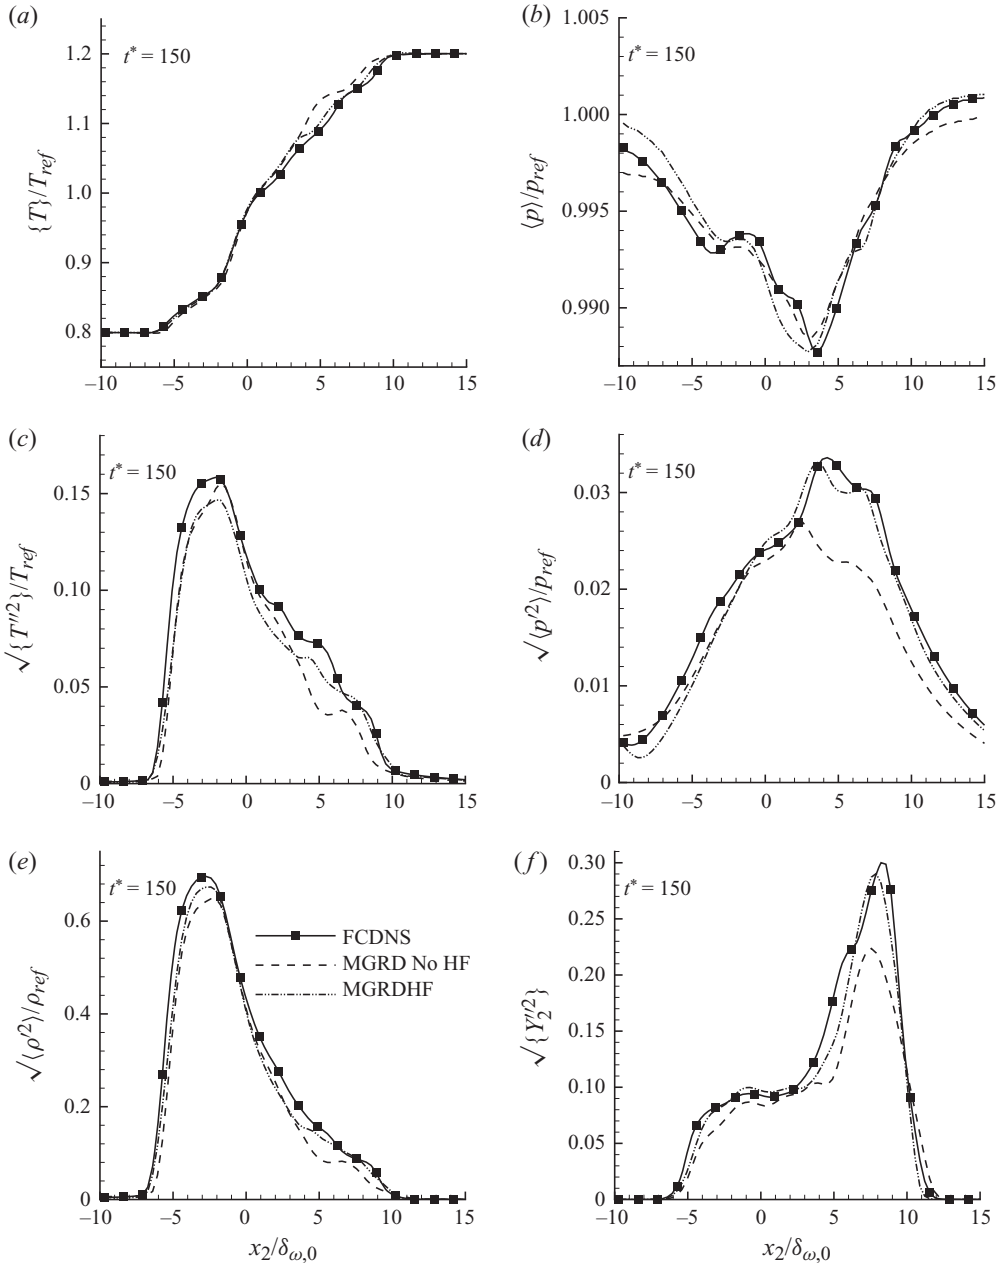 (a)
t* = 150
{T}/T_ref
1.2
1.1
1.0
0.9
0.8
–10 –5 0 5 10 15
(b)
t* = 150
⟨p⟩/p_ref
1.005
1.000
0.995
0.990
–10 –5 0 5 10 15
(c)
t* = 150
√{T″²}/T_ref
0.15
0.10
0.05
0
–10 –5 0 5 10 15
(d)
t* = 150
√⟨p′²⟩/p_ref
0.03
0.02
0.01
0
–10 –5 0 5 10 15
(e)
t* = 150
√⟨ρ′²⟩/ρ_ref
0.6
0.4
0.2
0
FCDNS
MGRD No HF
MGRDHF
–10 –5 0 5 10 15
x₂/δ_ω,0
(f)
t* = 150
√{Y₂″²}
0.30
0.25
0.20
0.15
0.10
0.05
0
–10 –5 0 5 10 15
x₂/δ_ω,0